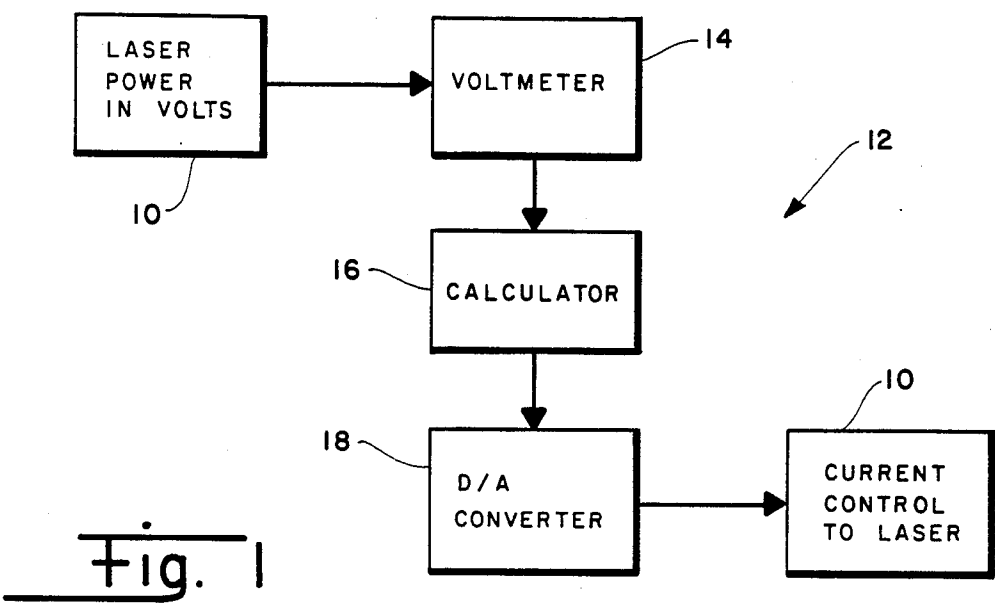 LASER
POWER
IN VOLTS
10
VOLTMETER
14
12
16
CALCULATOR
18
D/A
CONVERTER
10
CURRENT
CONTROL
TO LASER
Fig. 1